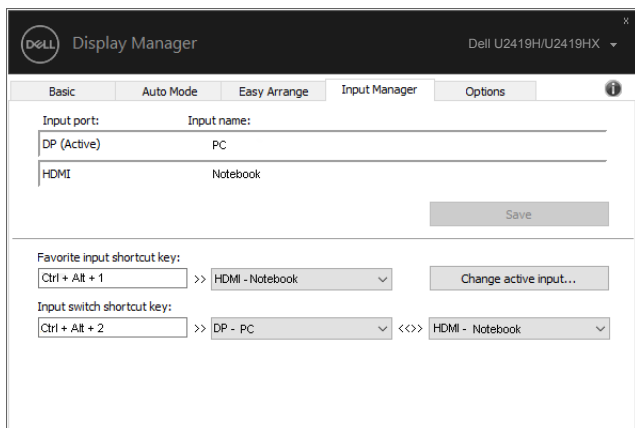 x
DELL Display Manager Dell U2419H/U2419HX
Basic Auto Mode Easy Arrange Input Manager Options i
Input port: Input name:
DP (Active) PC
HDMI Notebook
Save
Favorite input shortcut key:
Ctrl + Alt + 1 >> HDMI - Notebook Change active input...
Input switch shortcut key:
Ctrl + Alt + 2 >> DP - PC <<>> HDMI - Notebook